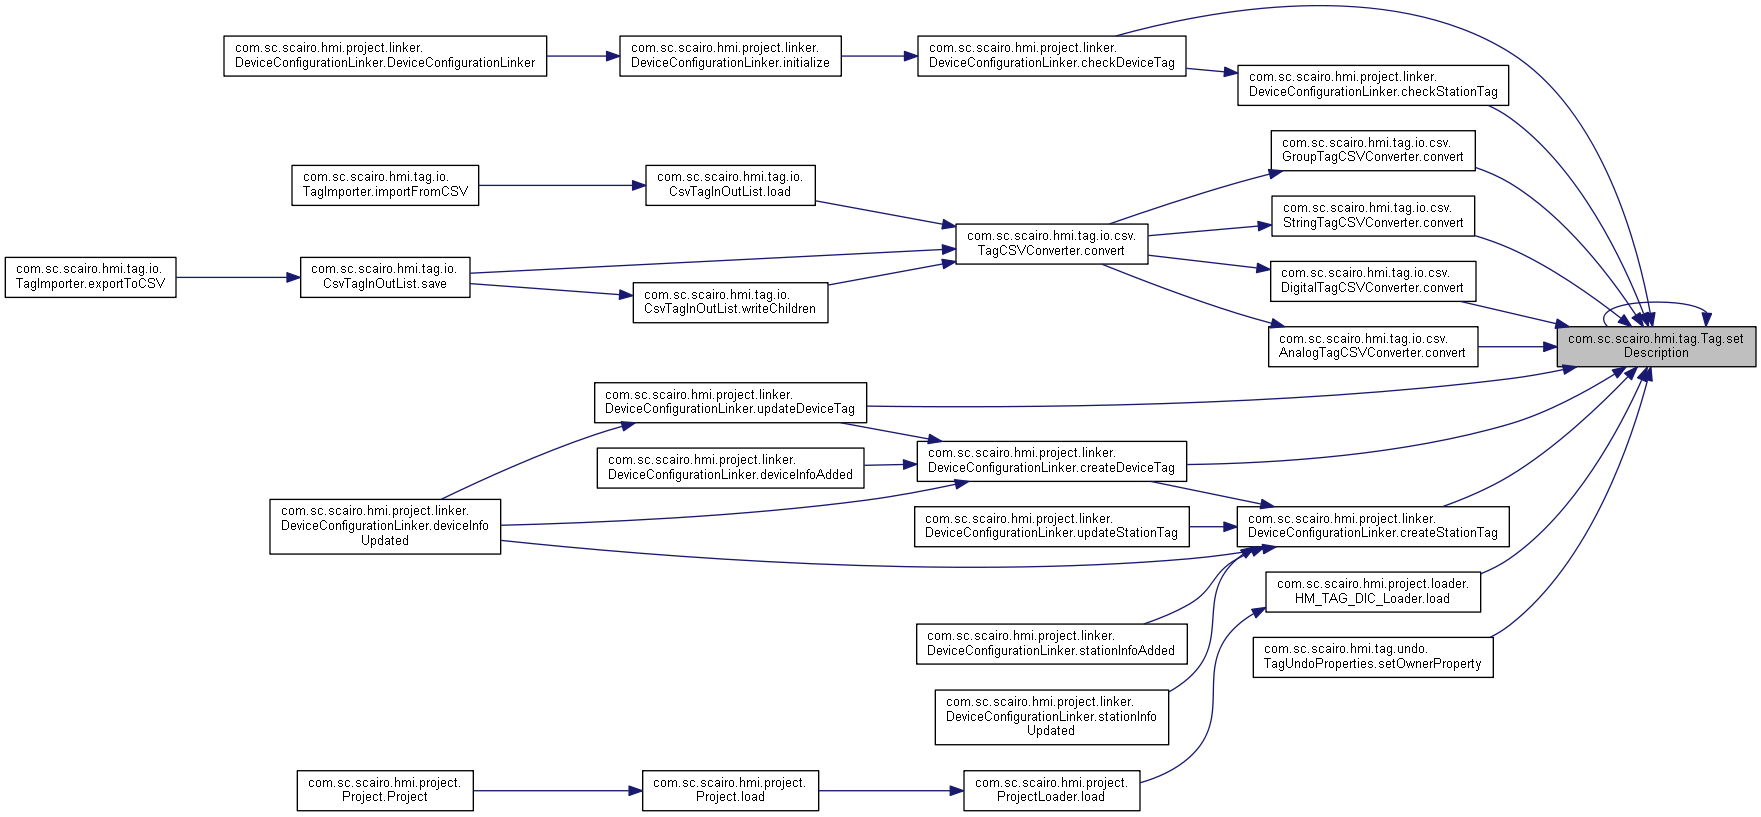 com.sc.scairo.hmi.project.linker.
DeviceConfigurationLinker.DeviceConfigurationLinker
com.sc.scairo.hmi.project.linker.
DeviceConfigurationLinker.initialize
com.sc.scairo.hmi.project.linker.
DeviceConfigurationLinker.checkDeviceTag
com.sc.scairo.hmi.project.linker.
DeviceConfigurationLinker.checkStationTag
com.sc.scairo.hmi.tag.io.csv.
GroupTagCSVConverter.convert
com.sc.scairo.hmi.tag.io.
TagImporter.importFromCSV
com.sc.scairo.hmi.tag.io.
CsvTagInOutList.load
com.sc.scairo.hmi.tag.io.csv.
StringTagCSVConverter.convert
com.sc.scairo.hmi.tag.io.csv.
TagCSVConverter.convert
com.sc.scairo.hmi.tag.io.
TagImporter.exportToCSV
com.sc.scairo.hmi.tag.io.
CsvTagInOutList.save
com.sc.scairo.hmi.tag.io.csv.
DigitalTagCSVConverter.convert
com.sc.scairo.hmi.tag.io.
CsvTagInOutList.writeChildren
com.sc.scairo.hmi.tag.io.csv.
AnalogTagCSVConverter.convert
com.sc.scairo.hmi.tag.Tag.set
Description
com.sc.scairo.hmi.project.linker.
DeviceConfigurationLinker.updateDeviceTag
com.sc.scairo.hmi.project.linker.
DeviceConfigurationLinker.deviceInfoAdded
com.sc.scairo.hmi.project.linker.
DeviceConfigurationLinker.createDeviceTag
com.sc.scairo.hmi.project.linker.
DeviceConfigurationLinker.deviceInfo
Updated
com.sc.scairo.hmi.project.linker.
DeviceConfigurationLinker.updateStationTag
com.sc.scairo.hmi.project.linker.
DeviceConfigurationLinker.createStationTag
com.sc.scairo.hmi.project.loader.
HM_TAG_DIC_Loader.load
com.sc.scairo.hmi.project.linker.
DeviceConfigurationLinker.stationInfoAdded
com.sc.scairo.hmi.tag.undo.
TagUndoProperties.setOwnerProperty
com.sc.scairo.hmi.project.linker.
DeviceConfigurationLinker.stationInfo
Updated
com.sc.scairo.hmi.project.
Project.Project
com.sc.scairo.hmi.project.
Project.load
com.sc.scairo.hmi.project.
ProjectLoader.load